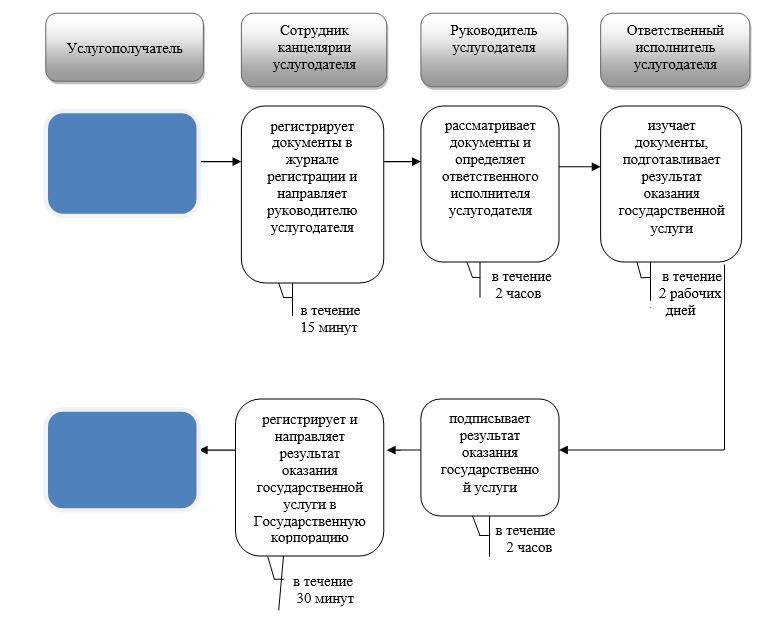 Услугополучатель
Сотрудник
канцелярии
услугодателя
Руководитель
услугодателя
Ответственный
исполнитель
услугодателя
регистрирует
документы в
журнале
регистрации и
направляет
руководителю
услугодателя
рассматривает
документы и
определяет
ответственного
исполнителя
услугодателя
изучает
документы,
подготавливает
результат
оказания
государственной
услуги
в течение
15 минут
в течение
2 часов
в течение
2 рабочих
дней
регистрирует и
направляет
результат
оказания
государственной
услуги в
Государственную
корпорацию
подписывает
результат
оказания
государственно
й услуги
в течение
30 минут
в течение
2 часов